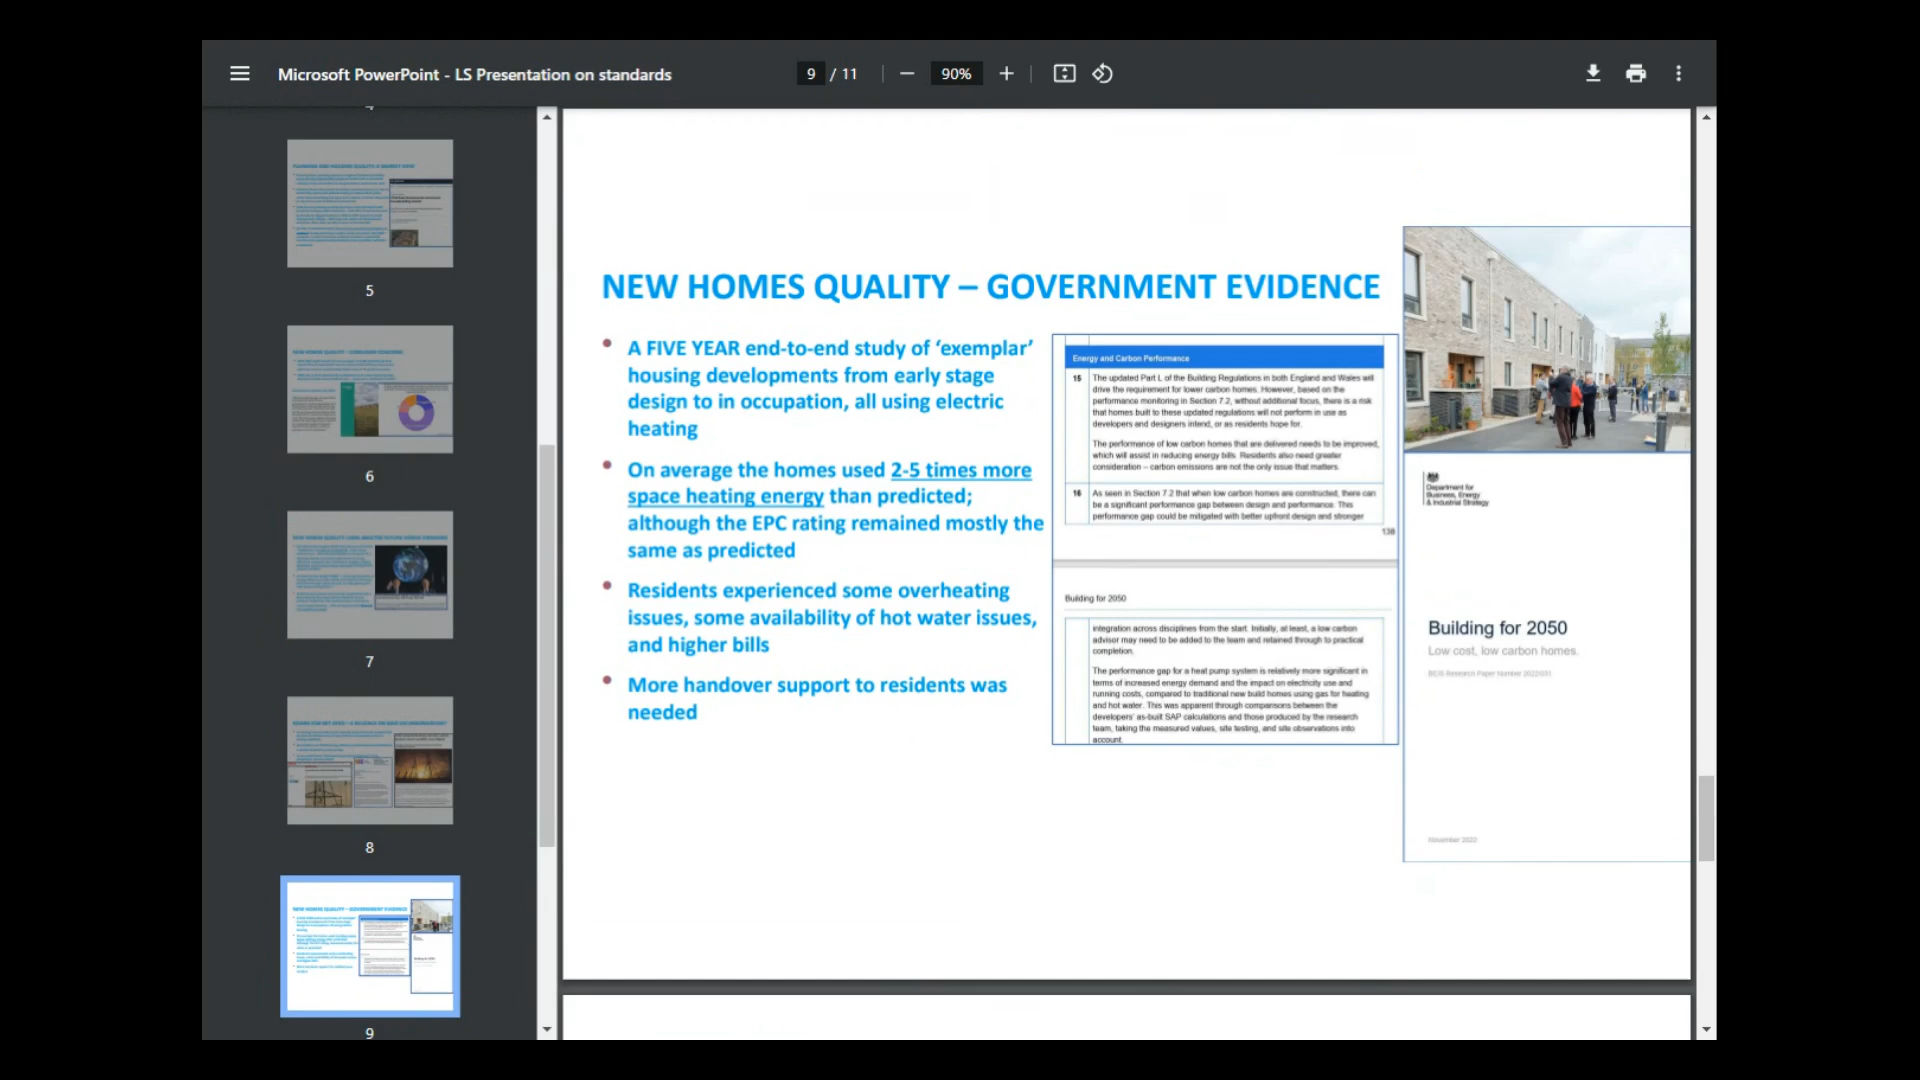 Microsoft PowerPoint - LS Presentation on standards
9 / 11
90%
5
6
7
8
9
NEW HOMES QUALITY – GOVERNMENT EVIDENCE
A FIVE YEAR end-to-end study of ‘exemplar’
housing developments from early stage
design to in occupation, all using electric
heating
On average the homes used 2-5 times more
space heating energy than predicted;
although the EPC rating remained mostly the
same as predicted
Residents experienced some overheating
issues, some availability of hot water issues,
and higher bills
More handover support to residents was
needed
Energy and Carbon Performance
15 The updated Part L of the Building Regulations in both England and Wales will
drive the requirement for lower carbon homes. However, based on the
performance monitoring in Section 7.2, without additional focus, there is a risk
that homes built to these updated regulations will not perform in use as
developers and designers intend, or as residents hope for.
The performance of low carbon homes that are delivered needs to be improved,
which will assist in reducing energy bills. Residents also need greater
consideration – carbon emissions are not the only issue that matters.
16 As seen in Section 7.2 that when low carbon homes are constructed, there can
be a significant performance gap between design and performance. This
performance gap could be mitigated with better upfront design and stronger
138
Building for 2050
integration across disciplines from the start. Initially, at least, a low carbon
advisor may need to be added to the team and retained through to practical
completion.
The performance gap for a heat pump system is relatively more significant in
terms of increased energy demand and the impact on electricity use and
running costs, compared to traditional new build homes using gas for heating
and hot water. This was apparent through comparisons between the
developers' as-built SAP calculations and those produced by the research
team, taking the measured values, site testing, and site observations into
account.
Department for
Business, Energy
& Industrial Strategy
Building for 2050
Low cost, low carbon homes.
BEIS Research Paper Number 2022/031
November 2022